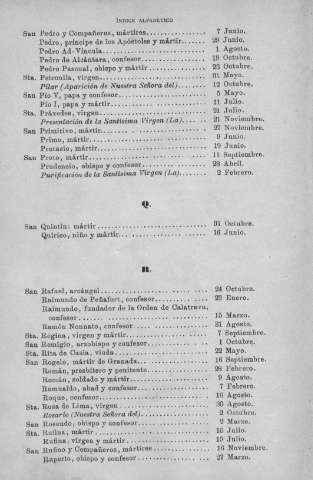 ÍNDICE ALFABÉTICO
San Pedro y Compañeros, mártires 7 Junio.
Pedro, príncipe de los Apóstoles y mártir 29 Junio.
Pedro Ad-Vincula 1 Agosto.
Pedro de Alcántara, confesor 19 Octubre.
Pedro Pascual, obispo y mártir 23 Octubre.
Sta. Petronila, virgen 31 Mayo.
Pilar (Aparición de Nuestra Señora del) 12 Octubre.
San Pío V, papa y confesor 5 Mayo.
Pío I, papa y mártir 11 Julio.
Sta. Práxedes, virgen 21 Julio.
Presentación de la Santísima Virgen (La) 21 Noviembre.
San Primitivo, mártir 27 Noviembre.
Primo, mártir 9 Junio.
Protasio, mártir 19 Junio.
San Proto, mártir 11 Septiembre.
Prudencio, obispo y confesor 28 Abril.
Purificación de la Santísima Virgen (La) 2 Febrero.
Q.
San Quintín: mártir 31 Octubre.
Quirico, niño y mártir 16 Junio.
R.
San Rafael, arcángel 24 Octubre.
Raimundo de Peñafort, confesor 23 Enero.
Raimundo, fundador de la Orden de Calatrava,
confesor 15 Marzo.
Ramón Nonnato, confesor 31 Agosto.
Sta. Regina, virgen y mártir 7 Septiembre.
San Remigio, arzobispo y confesor 1 Octubre.
Sta. Rita de Casia, viuda 22 Mayo.
San Rogelo, mártir de Granada 16 Septiembre.
Román, presbítero y penitente 28 Febrero.
Román, soldado y mártir 9 Agosto.
Romualdo, abad y confesor 7 Febrero.
Roque, confesor 16 Agosto.
Sta. Rosa de Lima, virgen 30 Agosto.
Rosario (Nuestra Señora del) 2 Octubre.
San Rosendo, obispo y confesor 2 Marzo.
Sta. Rufina, mártir 16 Julio.
Rufina, virgen y mártir 19 Julio.
San Rufino y Compañeros, mártires 16 Noviembre.
Ruperto, obispo y confesor 27 Marzo.